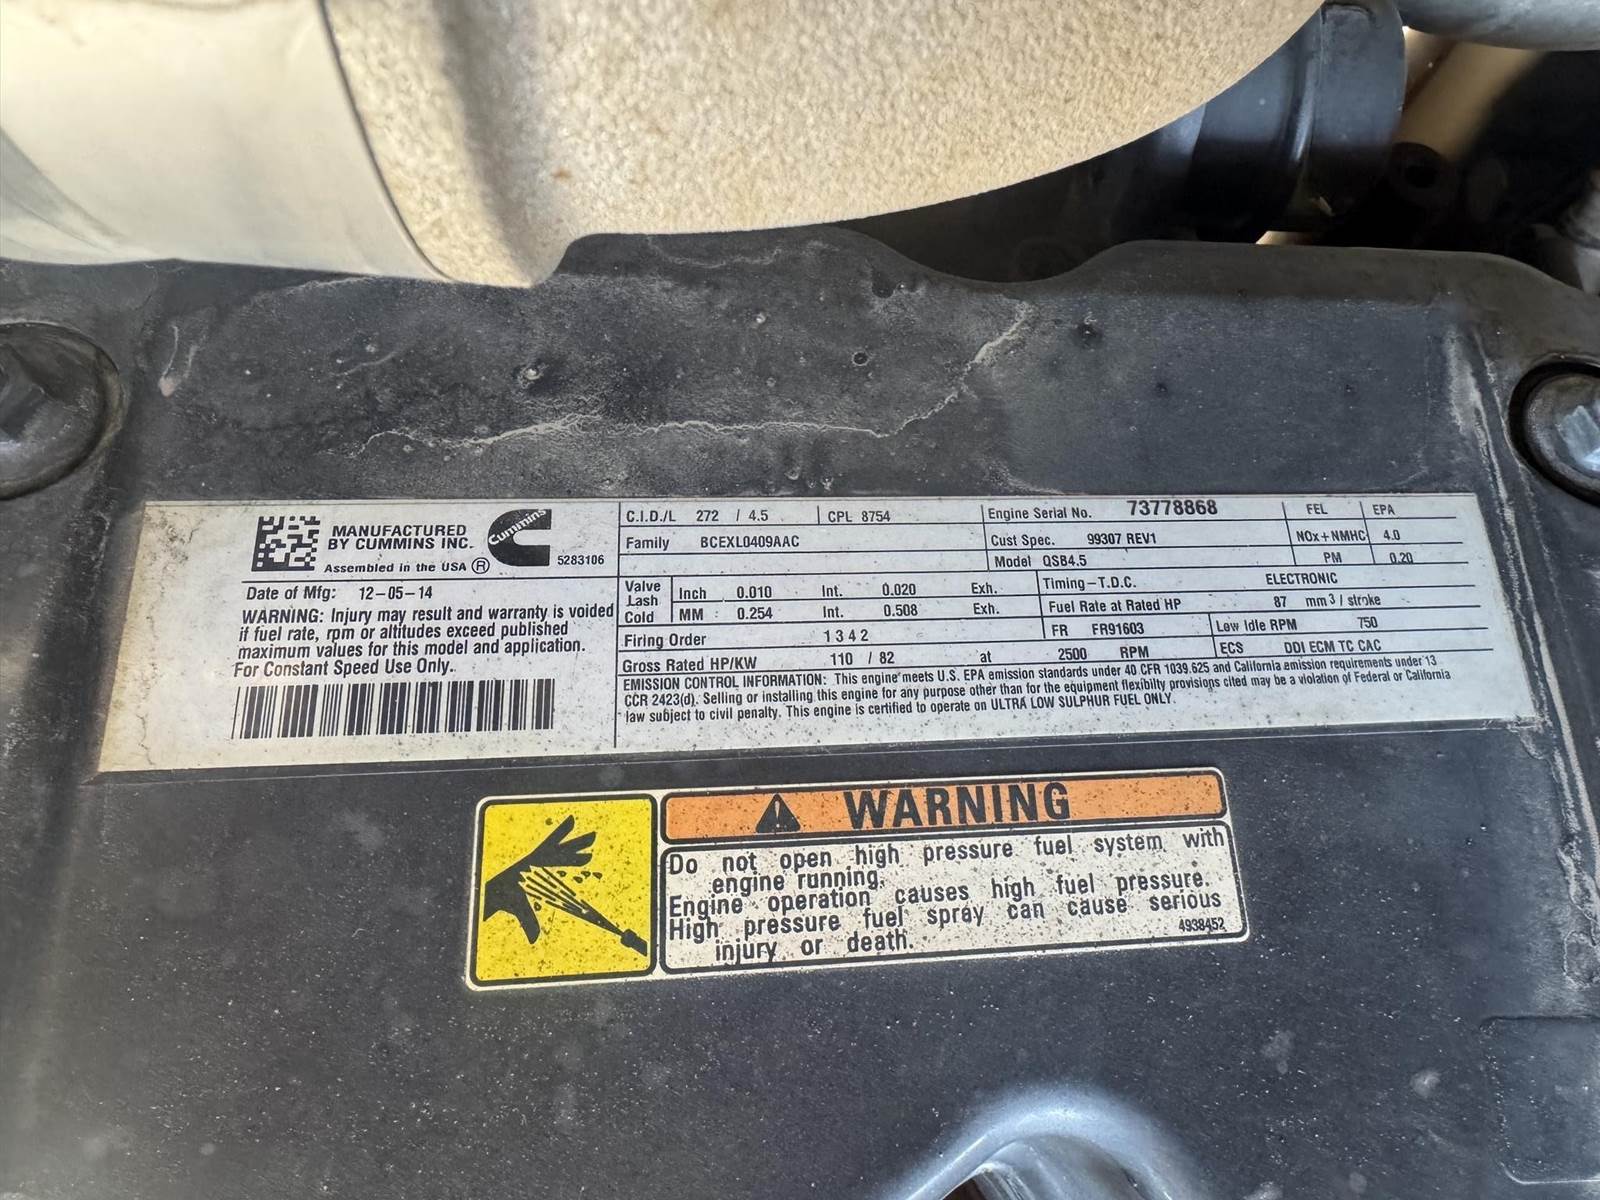 MANUFACTURED
BY CUMMINS INC.
Assembled in the USA ®
Cummins
5283106
Date of Mfg: 12-05-14
WARNING: Injury may result and warranty is voided
if fuel rate, rpm or altitudes exceed published
maximum values for this model and application.
For Constant Speed Use Only.
C.I.D./L 272 / 4.5 CPL 8754
Family BCEXL0409AAC
Engine Serial No. 73778868
Cust Spec. 99307 REV1
Model QSB4.5
FEL EPA
NOx+NMHC 4.0
PM 0.20
Valve Lash Cold
Inch 0.010 Int. 0.020 Exh.
MM 0.254 Int. 0.508 Exh.
Timing-T.D.C. ELECTRONIC
Fuel Rate at Rated HP 87 mm³ / stroke
Firing Order 1 3 4 2
FR FR91603 Low Idle RPM 750
Gross Rated HP/KW 110 / 82 at 2500 RPM
ECS DDI ECM TC CAC
EMISSION CONTROL INFORMATION: This engine meets U.S. EPA emission standards under 40 CFR 1039.625 and California emission requirements under 13
CCR 2423(d). Selling or installing this engine for any purpose other than for the equipment flexibilty provisions cited may be a violation of Federal or California
law subject to civil penalty. This engine is certified to operate on ULTRA LOW SULPHUR FUEL ONLY.
WARNING
Do not open high pressure fuel system with
engine running.
Engine operation causes high fuel pressure.
High pressure fuel spray can cause serious
injury or death.
4938452